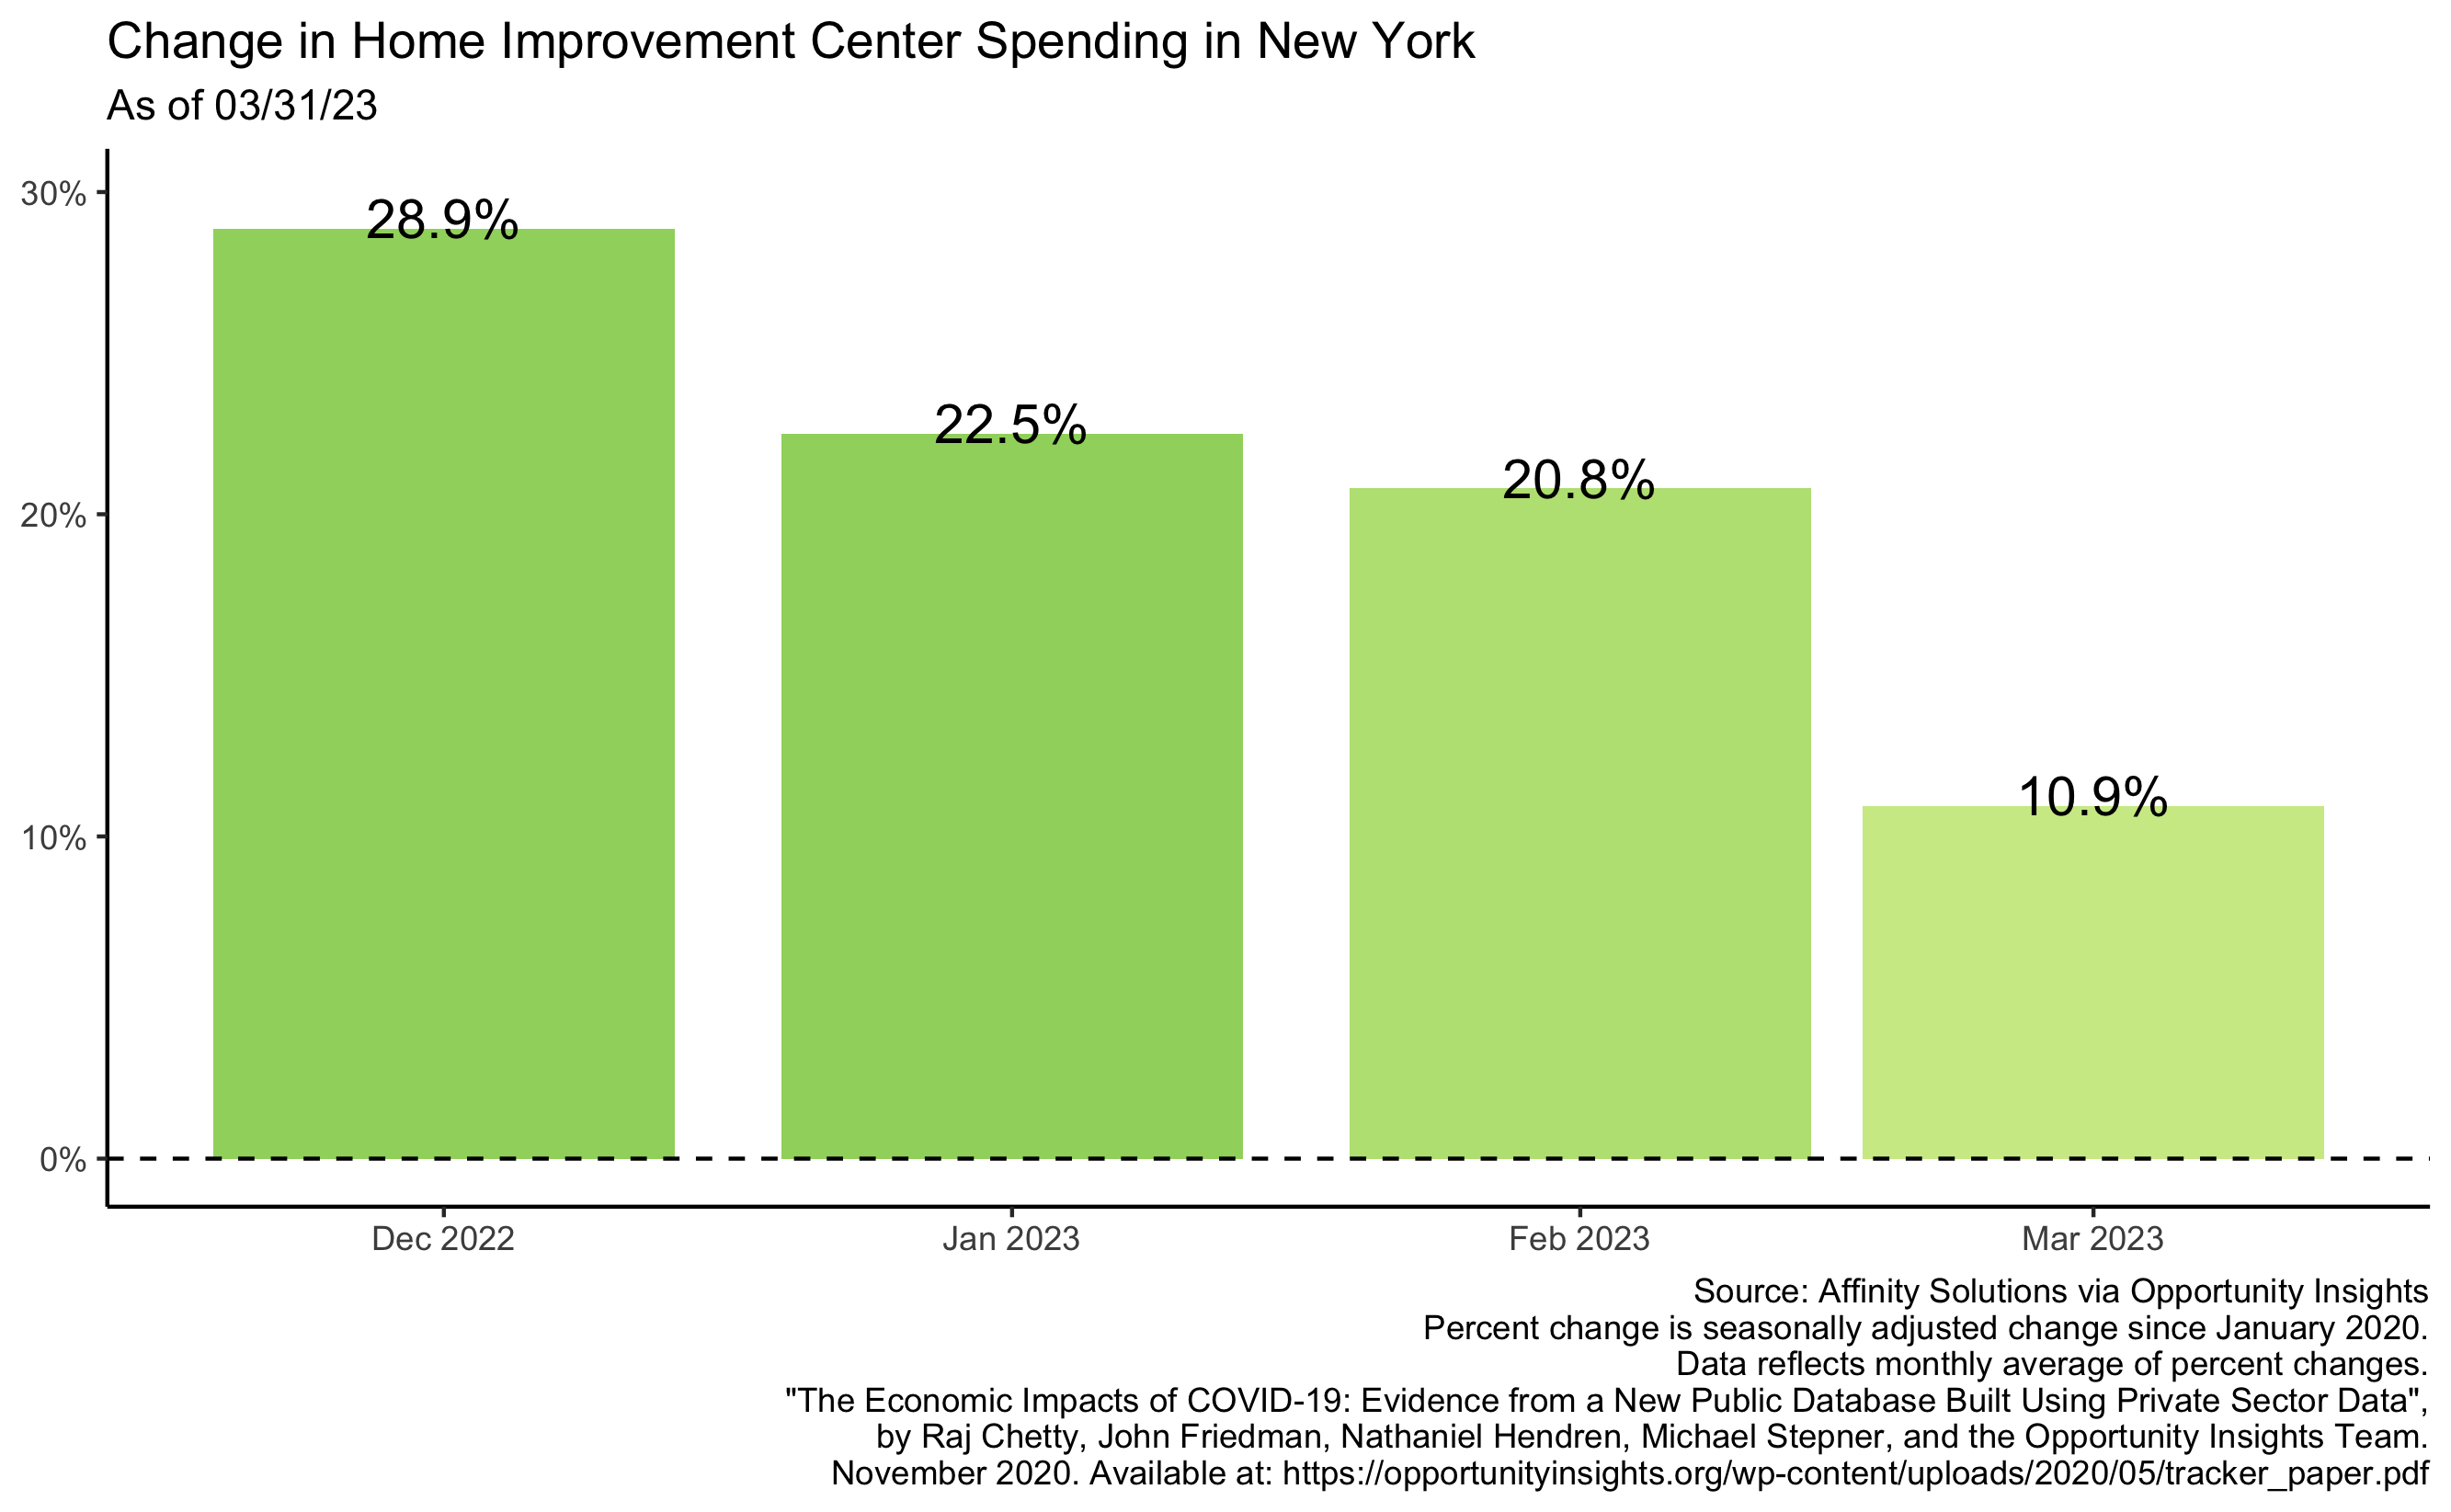 Change in Home Improvement Center Spending in New York
As of 03/31/23
30%
20%
10%
0%
28.9%
22.5%
20.8%
10.9%
Dec 2022
Jan 2023
Feb 2023
Mar 2023
Source: Affinity Solutions via Opportunity Insights
Percent change is seasonally adjusted change since January 2020.
Data reflects monthly average of percent changes.
"The Economic Impacts of COVID-19: Evidence from a New Public Database Built Using Private Sector Data",
by Raj Chetty, John Friedman, Nathaniel Hendren, Michael Stepner, and the Opportunity Insights Team.
November 2020. Available at: https://opportunityinsights.org/wp-content/uploads/2020/05/tracker_paper.pdf